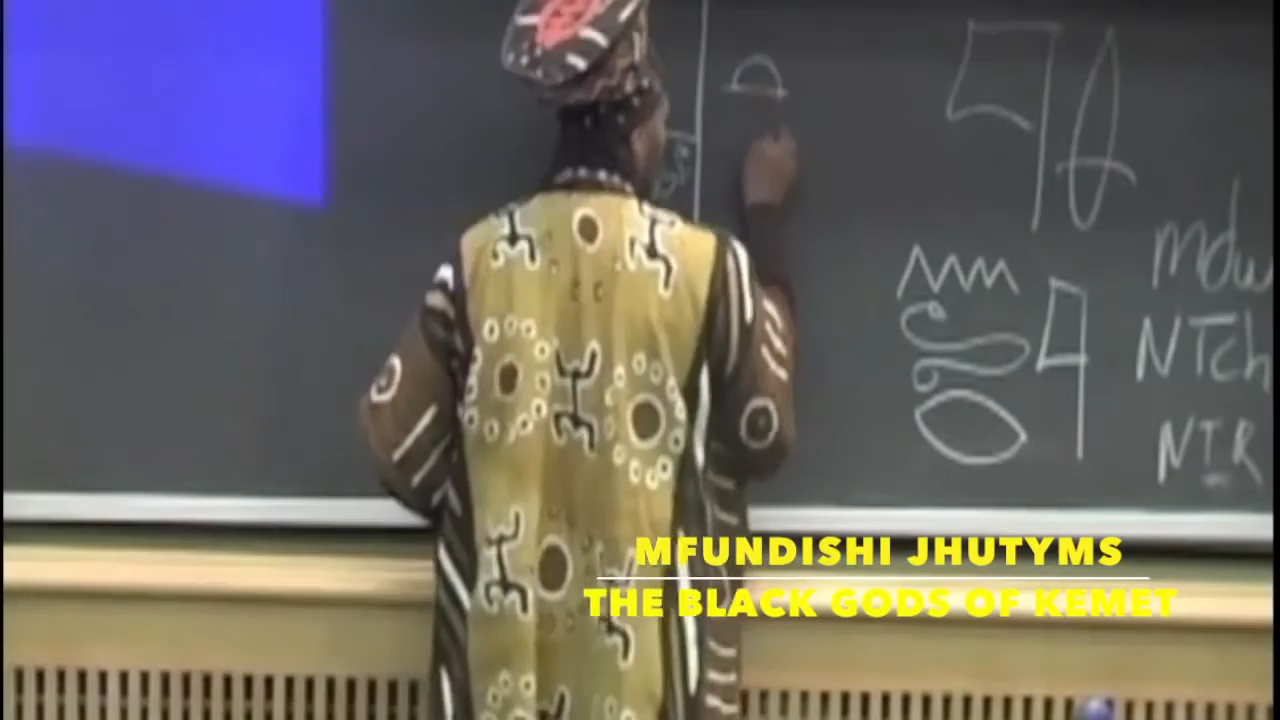 mdw
NTch
NTR
MFUNDISHI JHUTYMS
THE BLACK GODS OF KEMET